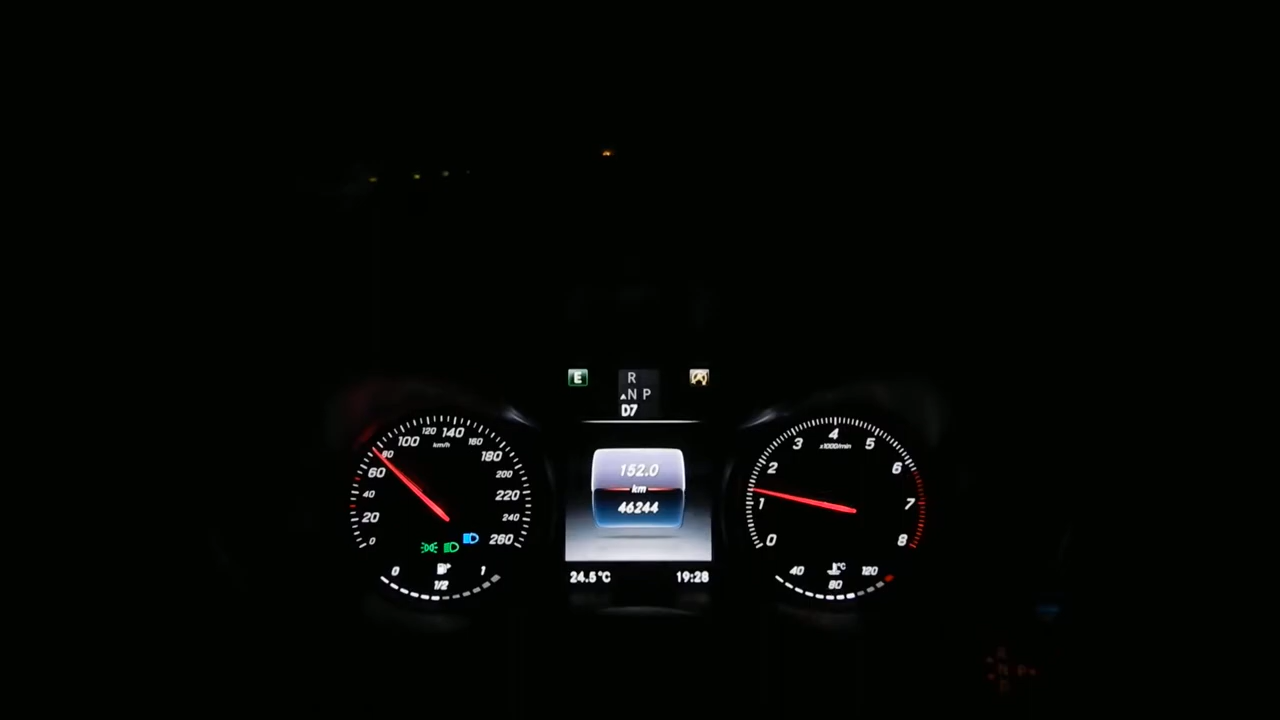 E
R
N P
D7
100 120 140 160
km/h
80 180
60 200
40 220
20 240
0 260
0 1/2 1
152.0
km
46244
24.5°C 19:28
3 4 5
x1000/min
2 6
1 7
0 8
°C
40 80 120
R
N P